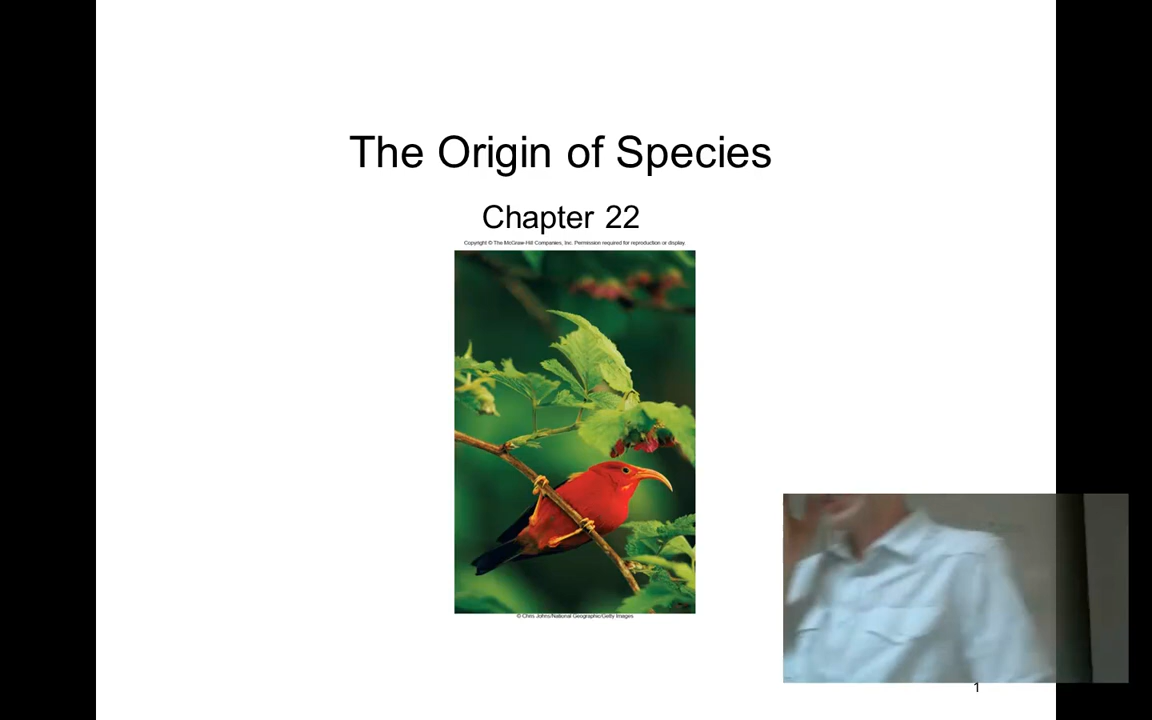 The Origin of Species
Chapter 22
Copyright © The McGraw-Hill Companies, Inc. Permission required for reproduction or display.
© Chris Johns/National Geographic/Getty Images
1